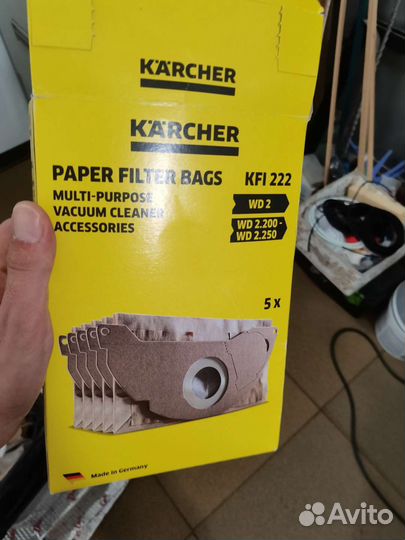 KÄRCHER
KÄRCHER
PAPER FILTER BAGS KFI 222
MULTI-PURPOSE
VACUUM CLEANER
ACCESSORIES
WD 2
WD 2.200 -
WD 2.250
5 x
Made in Germany
Avito